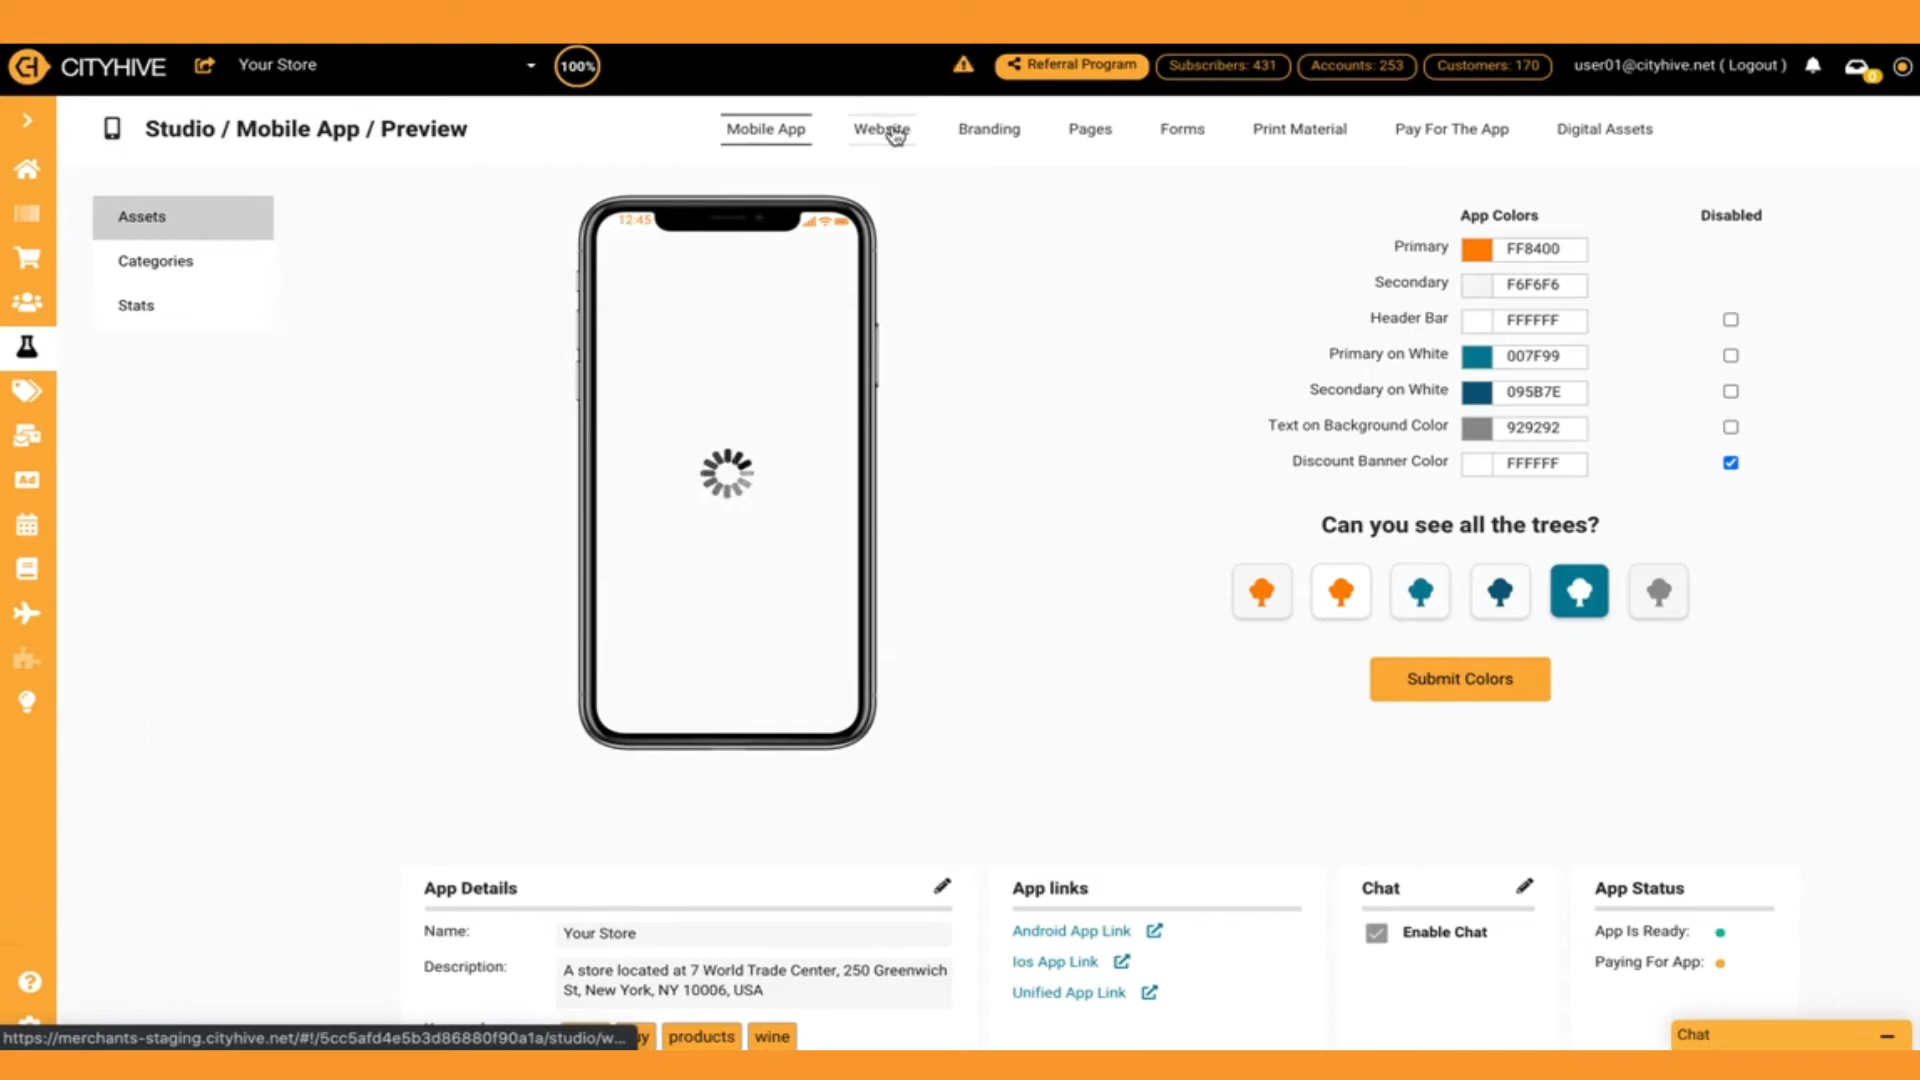 CITYHIVE Your Store 100% Referral Program Subscribers: 431 Accounts: 253 Customers: 170 user01@cityhive.net ( Logout ) 0
Studio / Mobile App / Preview Mobile App Website Branding Pages Forms Print Material Pay For The App Digital Assets
Assets
Categories
Stats
12:45
App Colors Disabled
Primary FF8400
Secondary F6F6F6
Header Bar FFFFFF
Primary on White 007F99
Secondary on White 095B7E
Text on Background Color 929292
Discount Banner Color FFFFFF
Can you see all the trees?
Submit Colors
Ad
App Details
Name: Your Store
Description: A store located at 7 World Trade Center, 250 Greenwich
St, New York, NY 10006, USA
products wine
App links
Android App Link
Ios App Link
Unified App Link
Chat
Enable Chat
App Status
App Is Ready:
Paying For App:
?
https://merchants-staging.cityhive.net/#!/5cc5afd4e5b3d86880f90a1a/studio/w...
Chat